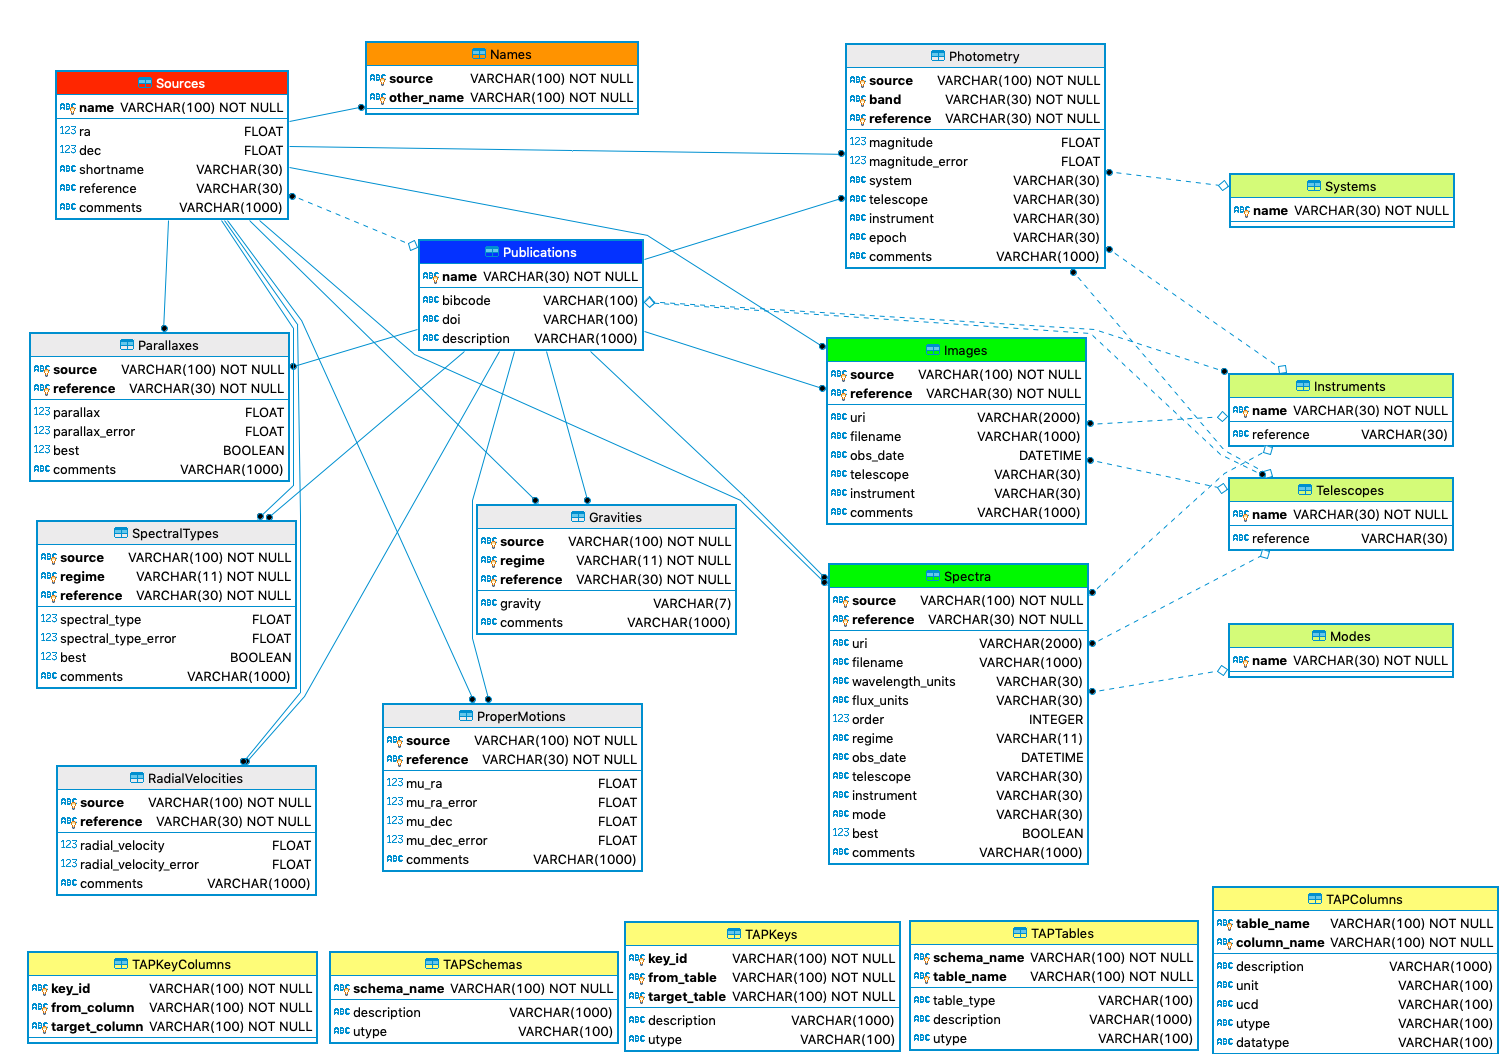 Sources
name VARCHAR(100) NOT NULL
ra FLOAT
dec FLOAT
shortname VARCHAR(30)
reference VARCHAR(30)
comments VARCHAR(1000)
Names
source VARCHAR(100) NOT NULL
other_name VARCHAR(100) NOT NULL
Photometry
source VARCHAR(100) NOT NULL
band VARCHAR(30) NOT NULL
reference VARCHAR(30) NOT NULL
magnitude FLOAT
magnitude_error FLOAT
system VARCHAR(30)
telescope VARCHAR(30)
instrument VARCHAR(30)
epoch VARCHAR(30)
comments VARCHAR(1000)
Systems
name VARCHAR(30) NOT NULL
Publications
name VARCHAR(30) NOT NULL
bibcode VARCHAR(100)
doi VARCHAR(100)
description VARCHAR(1000)
Parallaxes
source VARCHAR(100) NOT NULL
reference VARCHAR(30) NOT NULL
parallax FLOAT
parallax_error FLOAT
best BOOLEAN
comments VARCHAR(1000)
Images
source VARCHAR(100) NOT NULL
reference VARCHAR(30) NOT NULL
uri VARCHAR(2000)
filename VARCHAR(1000)
obs_date DATETIME
telescope VARCHAR(30)
instrument VARCHAR(30)
comments VARCHAR(1000)
Instruments
name VARCHAR(30) NOT NULL
reference VARCHAR(30)
Telescopes
name VARCHAR(30) NOT NULL
reference VARCHAR(30)
SpectralTypes
source VARCHAR(100) NOT NULL
regime VARCHAR(11) NOT NULL
reference VARCHAR(30) NOT NULL
spectral_type FLOAT
spectral_type_error FLOAT
best BOOLEAN
comments VARCHAR(1000)
Gravities
source VARCHAR(100) NOT NULL
regime VARCHAR(11) NOT NULL
reference VARCHAR(30) NOT NULL
gravity VARCHAR(7)
comments VARCHAR(1000)
Spectra
source VARCHAR(100) NOT NULL
reference VARCHAR(30) NOT NULL
uri VARCHAR(2000)
filename VARCHAR(1000)
wavelength_units VARCHAR(30)
flux_units VARCHAR(30)
order INTEGER
regime VARCHAR(11)
obs_date DATETIME
telescope VARCHAR(30)
instrument VARCHAR(30)
mode VARCHAR(30)
best BOOLEAN
comments VARCHAR(1000)
Modes
name VARCHAR(30) NOT NULL
RadialVelocities
source VARCHAR(100) NOT NULL
reference VARCHAR(30) NOT NULL
radial_velocity FLOAT
radial_velocity_error FLOAT
comments VARCHAR(1000)
ProperMotions
source VARCHAR(100) NOT NULL
reference VARCHAR(30) NOT NULL
mu_ra FLOAT
mu_ra_error FLOAT
mu_dec FLOAT
mu_dec_error FLOAT
comments VARCHAR(1000)
TAPKeyColumns
key_id VARCHAR(100) NOT NULL
from_column VARCHAR(100) NOT NULL
target_column VARCHAR(100) NOT NULL
TAPSchemas
schema_name VARCHAR(100) NOT NULL
description VARCHAR(1000)
utype VARCHAR(100)
TAPKeys
key_id VARCHAR(100) NOT NULL
from_table VARCHAR(100) NOT NULL
target_table VARCHAR(100) NOT NULL
description VARCHAR(1000)
utype VARCHAR(100)
TAPTables
schema_name VARCHAR(100) NOT NULL
table_name VARCHAR(100) NOT NULL
table_type VARCHAR(100)
description VARCHAR(1000)
utype VARCHAR(100)
TAPColumns
table_name VARCHAR(100) NOT NULL
column_name VARCHAR(100) NOT NULL
description VARCHAR(1000)
unit VARCHAR(100)
ucd VARCHAR(100)
utype VARCHAR(100)
datatype VARCHAR(100)